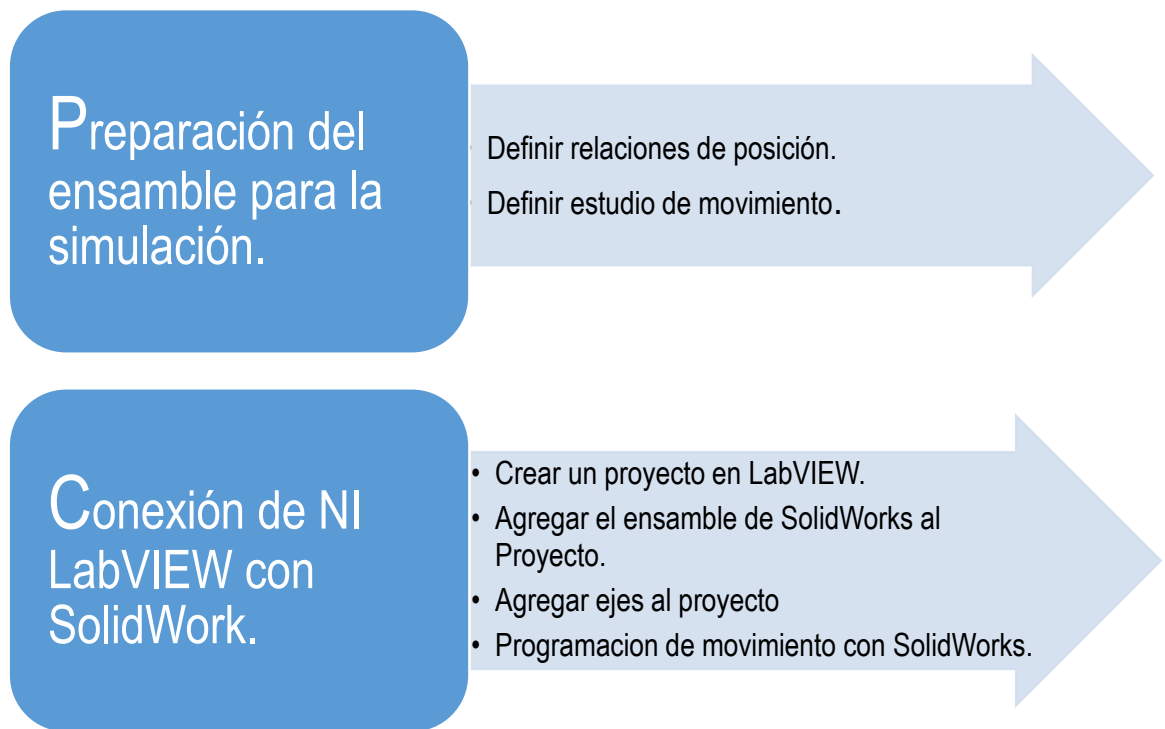 Preparación del
ensamble para la
simulación.
• Definir relaciones de posición.
• Definir estudio de movimiento.
Conexión de NI
LabVIEW con
SolidWork.
• Crear un proyecto en LabVIEW.
• Agregar el ensamble de SolidWorks al
Proyecto.
• Agregar ejes al proyecto
• Programacion de movimiento con SolidWorks.